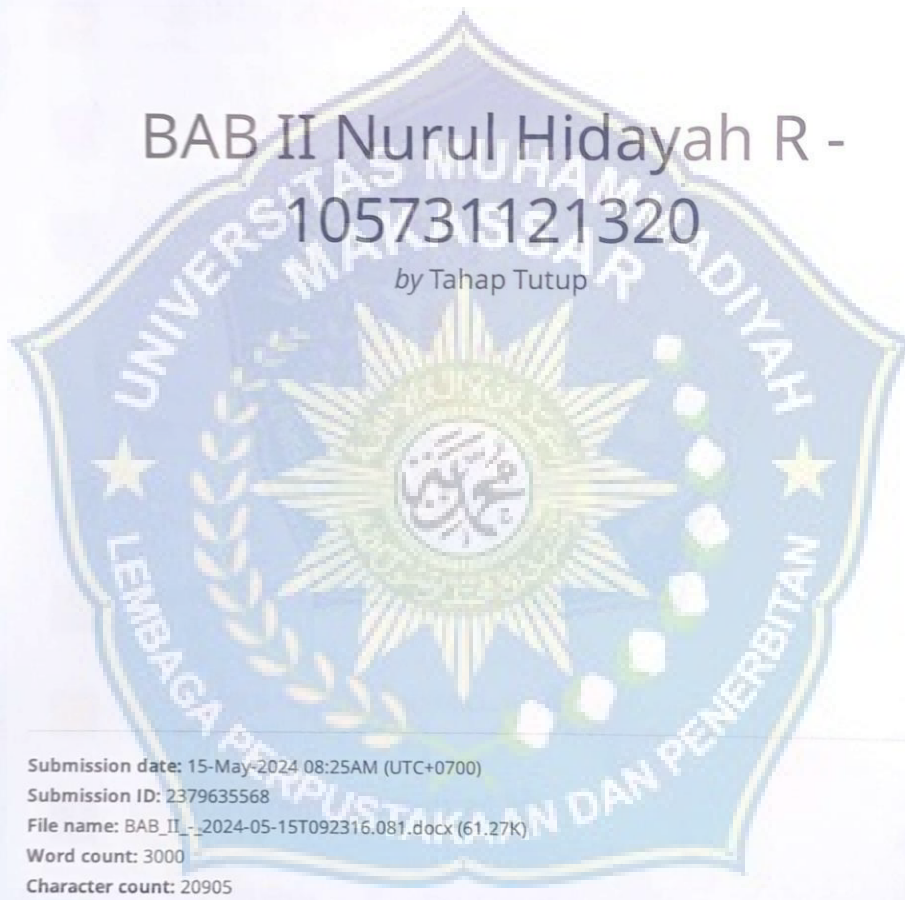 BAB II Nurul Hidayah R -
105731121320
by Tahap Tutup
UNIVERSITAS MUHAMMADIYAH
MAKASSAR
LEMBAGA PERPUSTAKAAN DAN PENERBITAN
Submission date: 15-May-2024 08:25AM (UTC+0700)
Submission ID: 2379635568
File name: BAB_II_-_2024-05-15T092316.081.docx (61.27K)
Word count: 3000
Character count: 20905